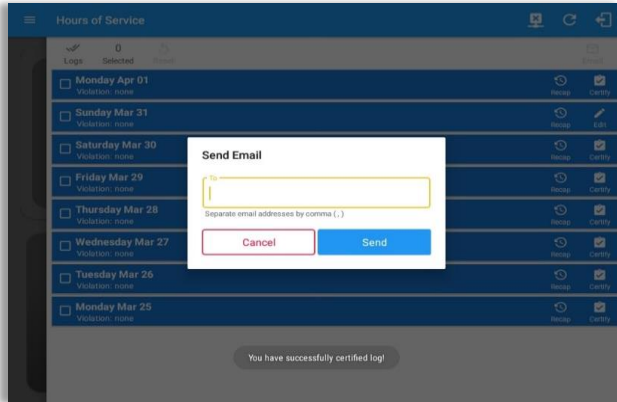 Hours of Service
Logs
0
Selected
Reset
Email
Monday Apr 01
Violation: none
Recap
Certify
Sunday Mar 31
Violation: none
Recap
Edit
Saturday Mar 30
Violation: none
Recap
Certify
Friday Mar 29
Violation: none
Recap
Certify
Thursday Mar 28
Violation: none
Recap
Certify
Wednesday Mar 27
Violation: none
Recap
Certify
Tuesday Mar 26
Violation: none
Recap
Certify
Monday Mar 25
Violation: none
Recap
Certify
Send Email
To
Separate email addresses by comma ( , )
Cancel
Send
You have successfully certified log!